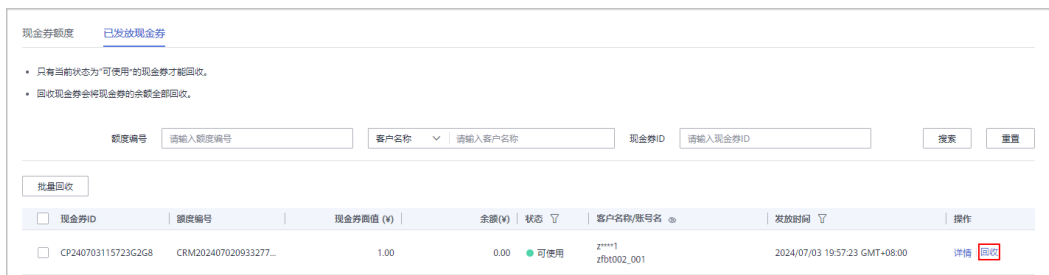 现金券额度 已发放现金券
• 只有当前状态为“可使用”的现金券才能回收。
• 回收现金券会将现金券的余额全部回收。
额度编号 请输入额度编号 客户名称 请输入客户名称 现金券ID 请输入现金券ID 搜索 重置
批量回收
现金券ID 额度编号 现金券面值 (¥) 余额(¥) 状态 客户名称/账号名 发放时间 操作
CP240703115723G2G8 CRM202407020933277... 1.00 0.00 可使用 z****1 2024/07/03 19:57:23 GMT+08:00 详情 回收
zfbt002_001